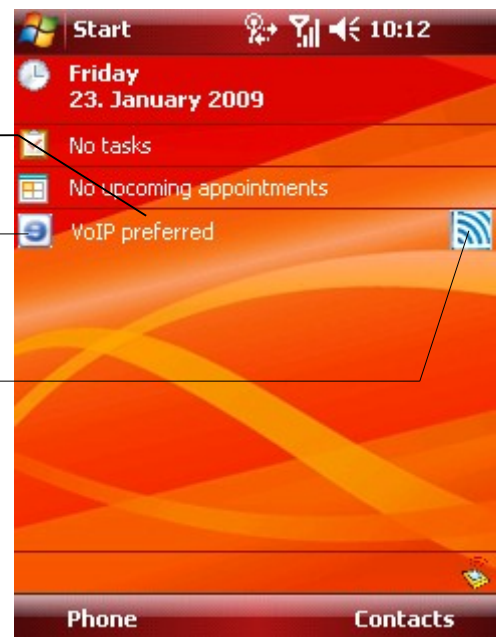 Start 10:12
Friday
23. January 2009
No tasks
No upcoming appointments
VoIP preferred
Phone Contacts